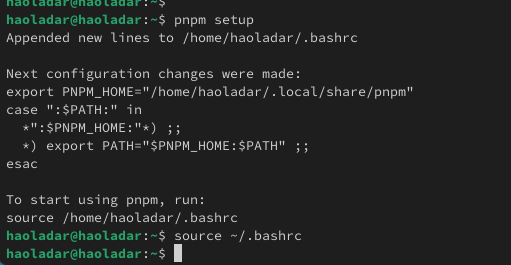 haoladar@haoladar:~$
haoladar@haoladar:~$ pnpm setup
Appended new lines to /home/haoladar/.bashrc

Next configuration changes were made:
export PNPM_HOME="/home/haoladar/.local/share/pnpm"
case ":$PATH:" in
  *":$PNPM_HOME:"*) ;;
  *) export PATH="$PNPM_HOME:$PATH" ;;
esac

To start using pnpm, run:
source /home/haoladar/.bashrc
haoladar@haoladar:~$ source ~/.bashrc
haoladar@haoladar:~$